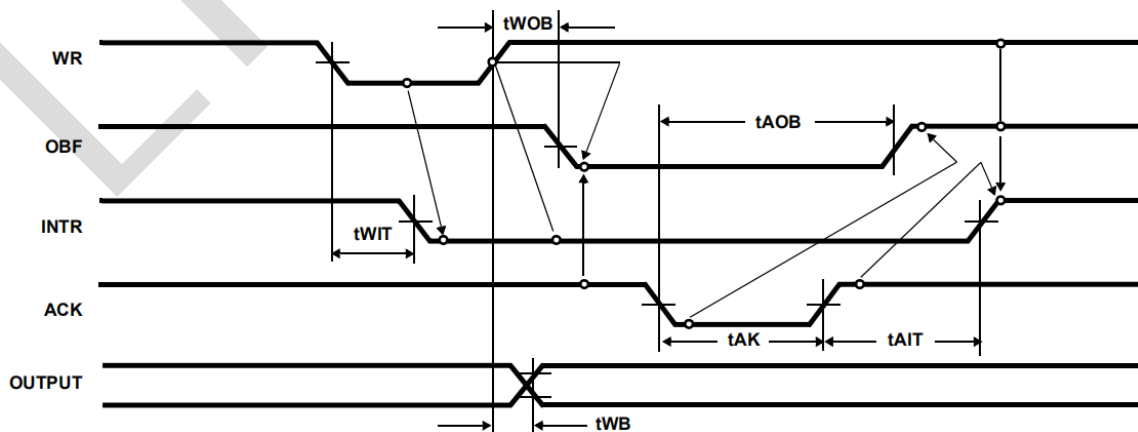 tWOB
WR
tAOB
OBF
INTR
tWIT
ACK
tAK
tAIT
OUTPUT
tWB